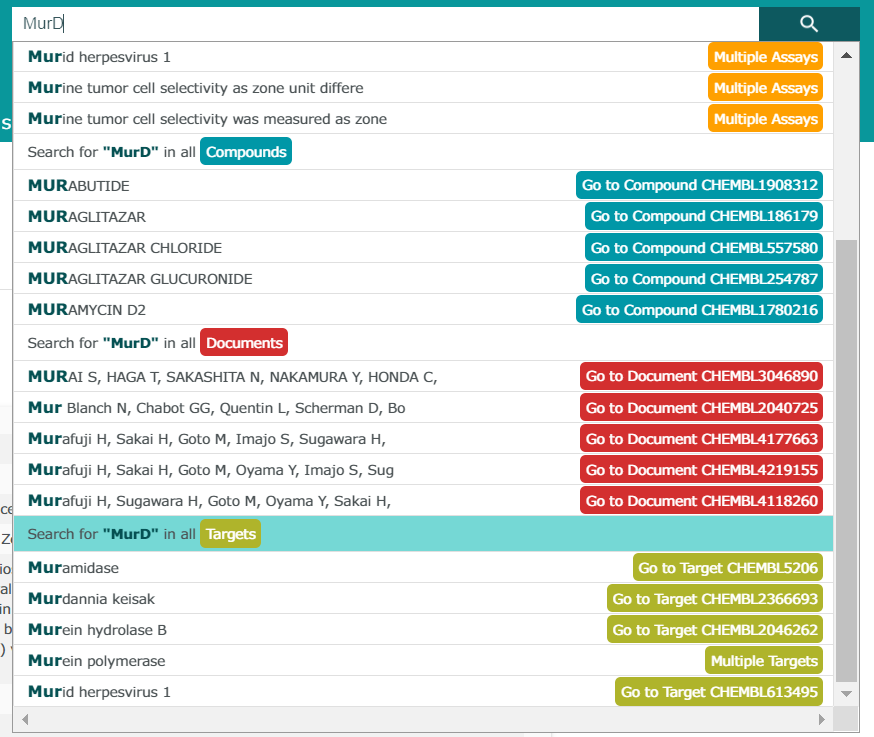 MurD
Murid herpesvirus 1 Multiple Assays
Murine tumor cell selectivity as zone unit differe Multiple Assays
Murine tumor cell selectivity was measured as zone Multiple Assays
Search for "MurD" in all Compounds
MURABUTIDE Go to Compound CHEMBL1908312
MURAGLITAZAR Go to Compound CHEMBL186179
MURAGLITAZAR CHLORIDE Go to Compound CHEMBL557580
MURAGLITAZAR GLUCURONIDE Go to Compound CHEMBL254787
MURAMYCIN D2 Go to Compound CHEMBL1780216
Search for "MurD" in all Documents
MURAI S, HAGA T, SAKASHITA N, NAKAMURA Y, HONDA C, Go to Document CHEMBL3046890
Mur Blanch N, Chabot GG, Quentin L, Scherman D, Bo Go to Document CHEMBL2040725
Murafuji H, Sakai H, Goto M, Imajo S, Sugawara H, Go to Document CHEMBL4177663
Murafuji H, Sakai H, Goto M, Oyama Y, Imajo S, Sug Go to Document CHEMBL4219155
Murafuji H, Sugawara H, Goto M, Oyama Y, Sakai H, Go to Document CHEMBL4118260
Search for "MurD" in all Targets
Muramidase Go to Target CHEMBL5206
Murdannia keisak Go to Target CHEMBL2366693
Murein hydrolase B Go to Target CHEMBL2046262
Murein polymerase Multiple Targets
Murid herpesvirus 1 Go to Target CHEMBL613495